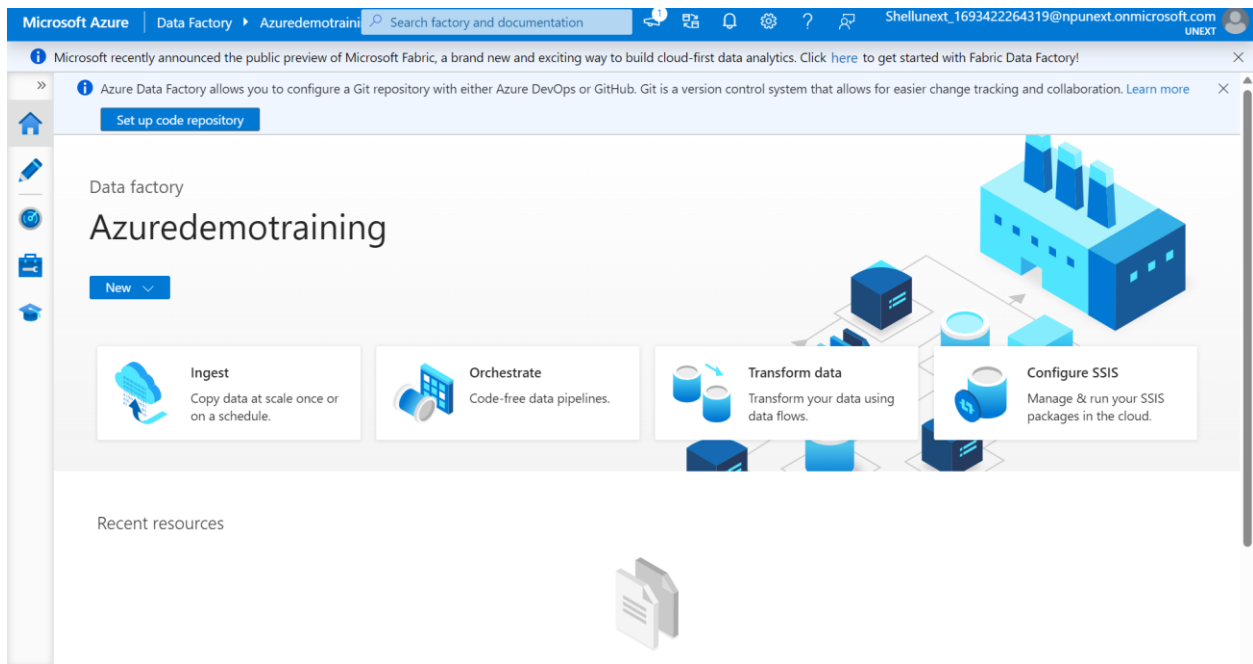 Microsoft Azure
Data Factory
Azuredemotraini
Search factory and documentation
1
Shellunext_1693422264319@npunext.onmicrosoft.com
UNEXT
Microsoft recently announced the public preview of Microsoft Fabric, a brand new and exciting way to build cloud-first data analytics. Click here to get started with Fabric Data Factory!
Azure Data Factory allows you to configure a Git repository with either Azure DevOps or GitHub. Git is a version control system that allows for easier change tracking and collaboration. Learn more
Set up code repository
Data factory
Azuredemotraining
New
Ingest
Copy data at scale once or
on a schedule.
Orchestrate
Code-free data pipelines.
Transform data
Transform your data using
data flows.
Configure SSIS
Manage & run your SSIS
packages in the cloud.
Recent resources